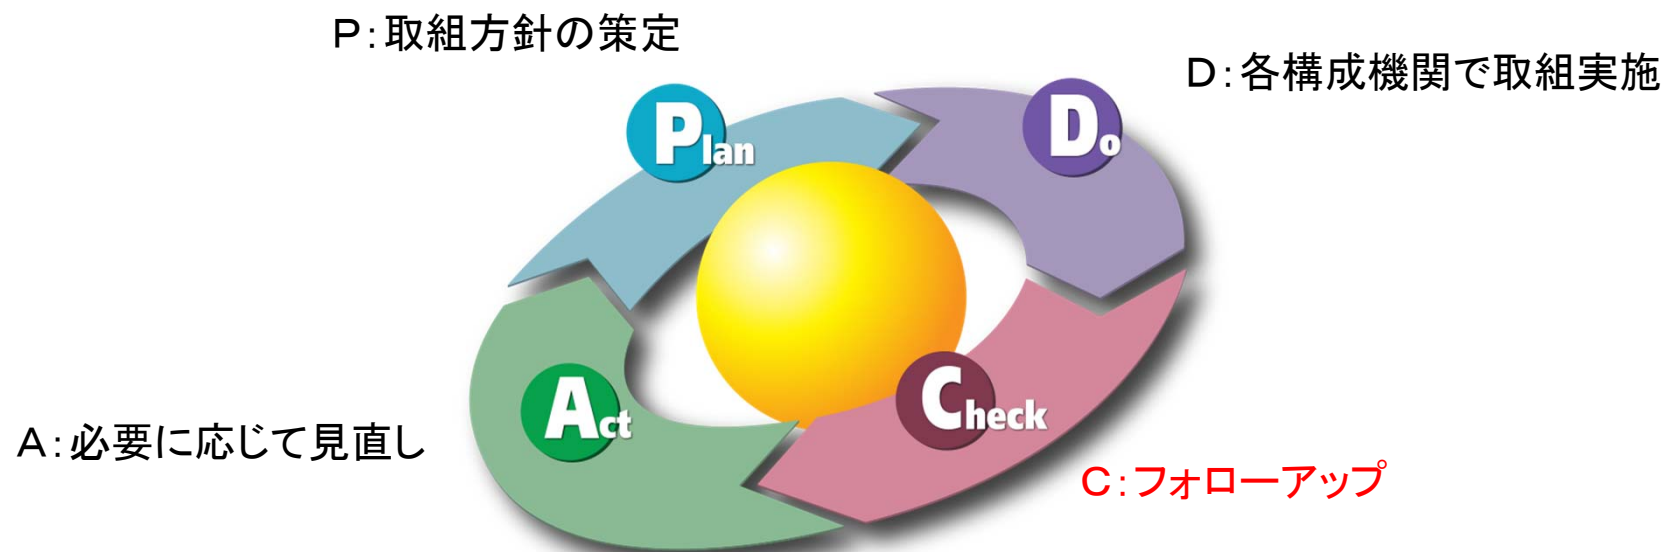 P:取組方針の策定
D:各構成機関で取組実施
Plan
Do
Act
Check
A:必要に応じて見直し
C:フォローアップ